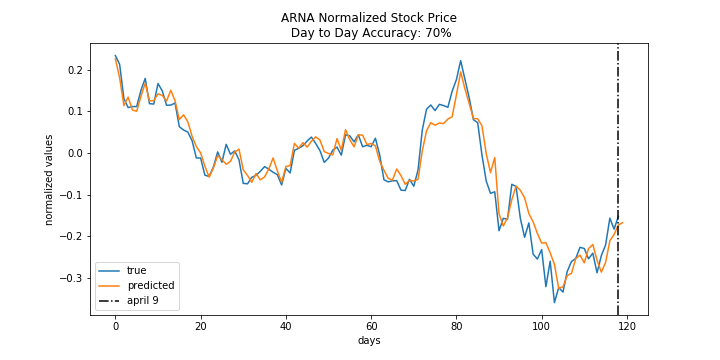 ARNA Normalized Stock Price
Day to Day Accuracy: 70%
normalized values
0.2
0.1
0.0
−0.1
−0.2
−0.3
true
predicted
april 9
0 20 40 60 80 100 120
days